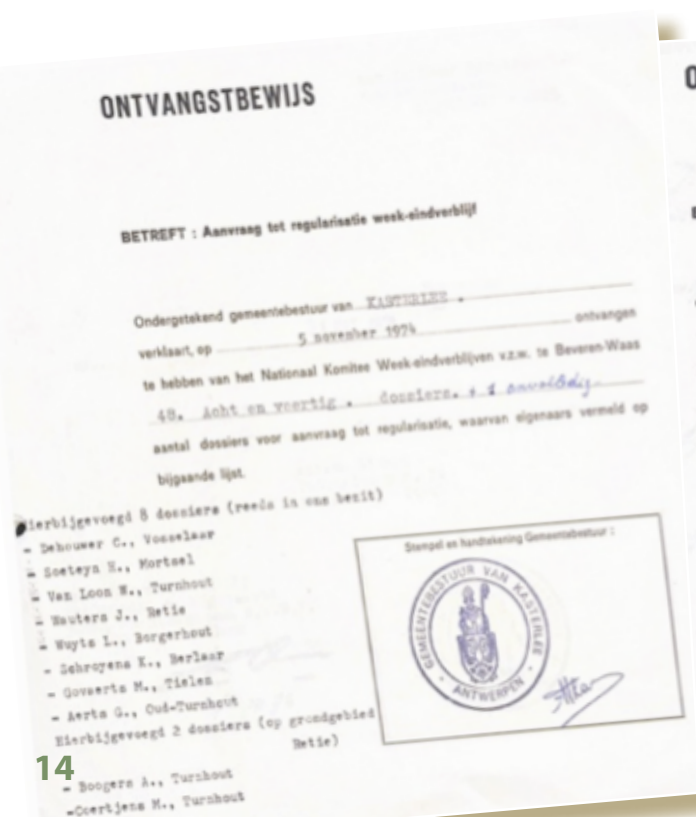 ONTVANGSTBEWIJS
BETREFT : Aanvraag tot regularisatie week-eindverblijf
Ondergetekend gemeentebestuur van KASTERLEE .
verklaart, op 5 november 1974 ontvangen
te hebben van het Nationaal Komitee Week-eindverblijven v.z.w. te Beveren-Waas
48. Acht en veertig . dossiers. + 1 onvolledig
aantal dossiers voor aanvraag tot regularisatie, waarvan eigenaars vermeld op
bijgaande lijst.
Hierbijgevoegd 8 dossiers (reeds in ons bezit)
- Dehouwer C., Vosselaar
- Soeteyn H., Mortsel
- Van Loon W., Turnhout
- Wauters J., Retie
- Wuyts L., Borgerhout
- Schroyens K., Berlaar
- Govaerts M., Tielen
- Aerts G., Oud-Turnhout
Hierbijgevoegd 2 dossiers (op grondgebied
Retie)
- Boogers A., Turnhout
-Coertjens M., Turnhout
Stempel en handtekening Gemeentebestuur :
GEMEENTEBESTUUR VAN KASTERLEE
ANTWERPEN
14